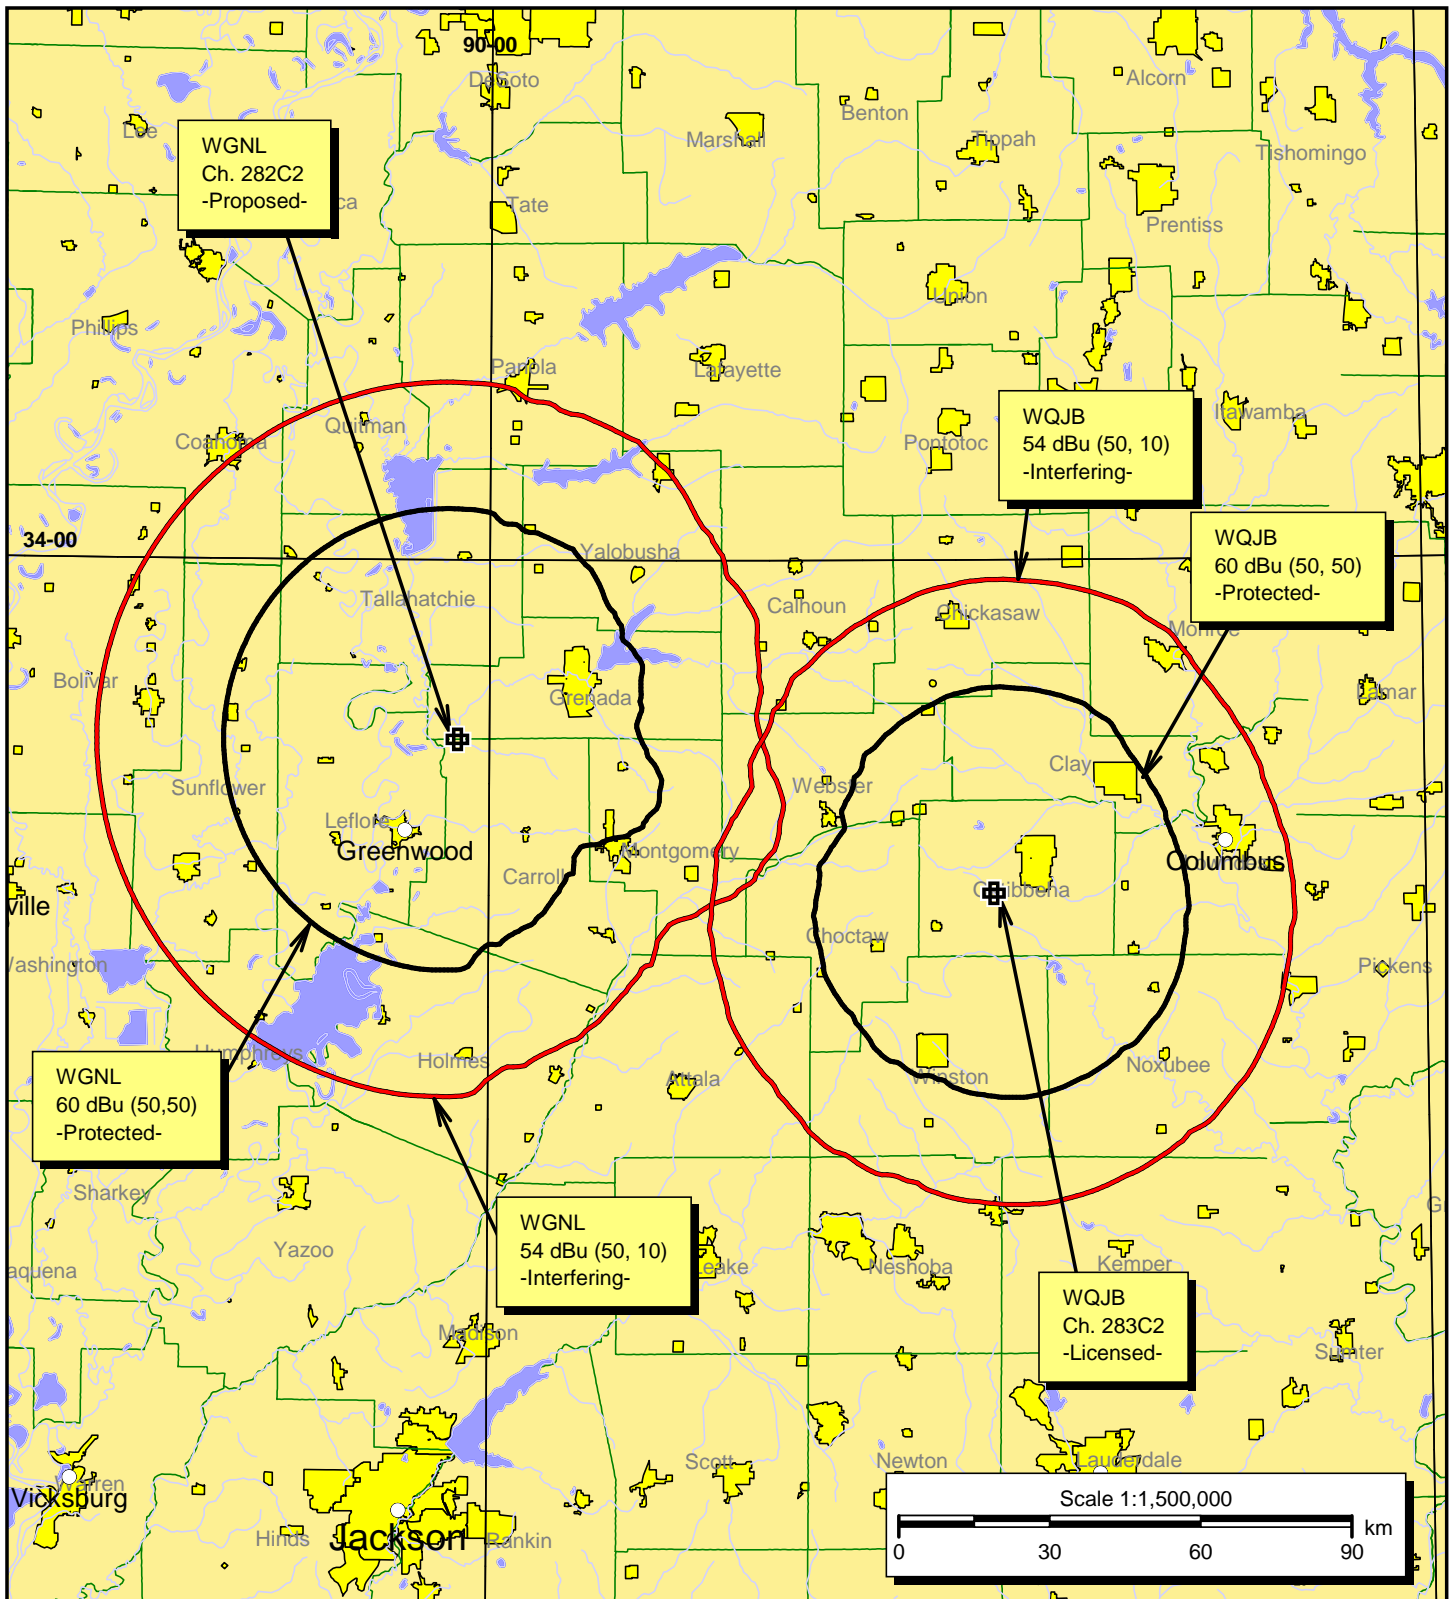 90-00
DeSoto
Alcorn
Benton
Lee
Marshall
Tippah
Tishomingo
WGNL
Ch. 282C2
-Proposed-
ca
Tate
Prentiss
Union
Phillips
Panola
Lafayette
WQJB
54 dBu (50, 10)
-Interfering-
Itawamba
Coahoma
Quitman
Pontotoc
34-00
WQJB
60 dBu (50, 50)
-Protected-
Yalobusha
Tallahatchie
Calhoun
Chickasaw
Monroe
Bolivar
Grenada
Lamar
Clay
Sunflower
Webster
Leflore
Greenwood
Montgomery
Columbus
Carroll
ville
Choctaw
Washington
Pickens
Humphreys
Holmes
Attala
Winston
Noxubee
WGNL
60 dBu (50,50)
-Protected-
Sharkey
WGNL
54 dBu (50, 10)
-Interfering-
Yazoo
aquena
Leake
Neshoba
Kemper
WQJB
Ch. 283C2
-Licensed-
Madison
Sumter
Scott
Newton
Lauderdale
Warren
Vicksburg
Hinds
Jackson
Rankin
Scale 1:1,500,000
km
0 30 60 90